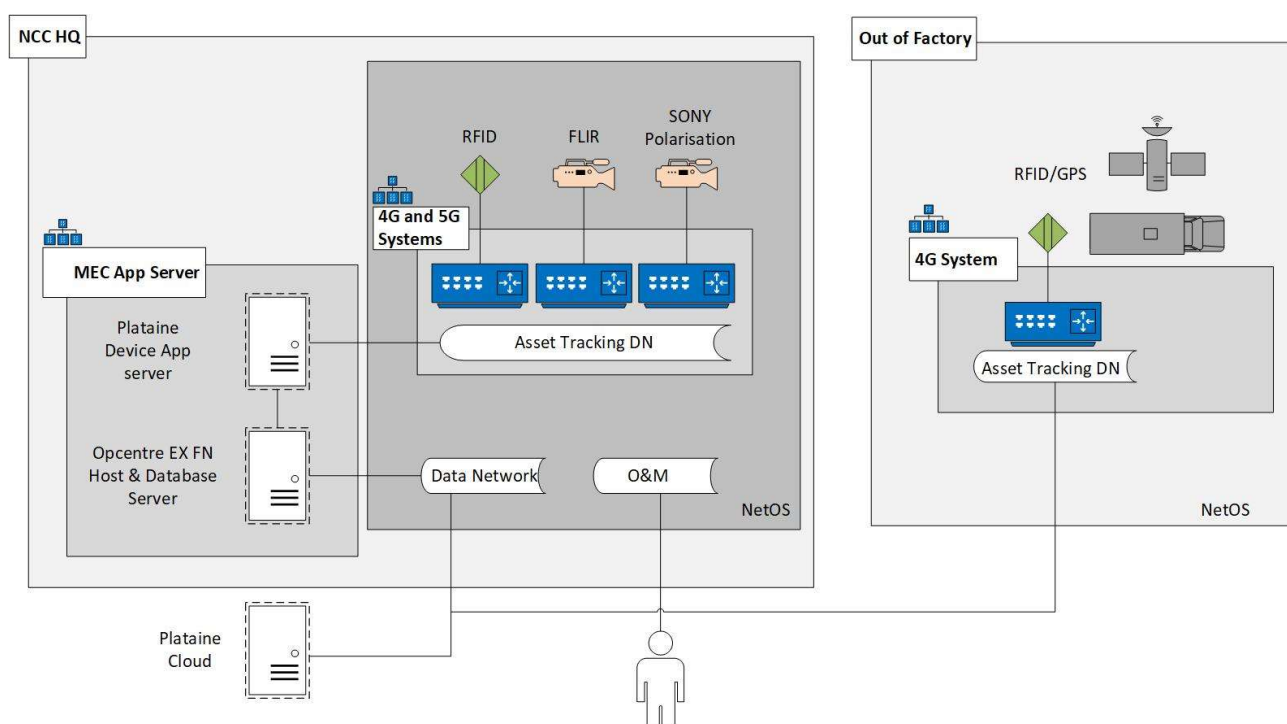 NCC HQ
Out of Factory
RFID
FLIR
SONY
Polarisation
4G and 5G
Systems
MEC App Server
Plataine
Device App
server
Asset Tracking DN
Opcentre EX FN
Host & Database
Server
Data Network
O&M
NetOS
Plataine
Cloud
RFID/GPS
4G System
Asset Tracking DN
NetOS